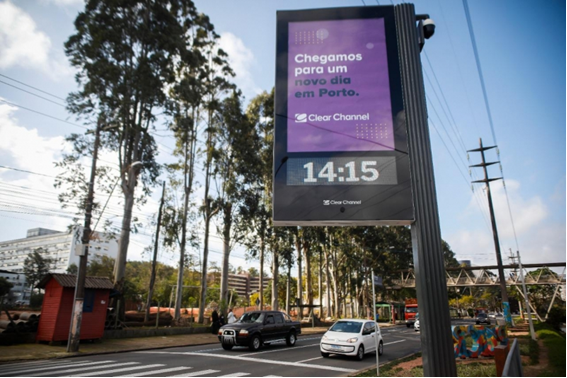 Chegamos
para um
novo dia
em Porto.
Clear Channel
14:15
Clear Channel